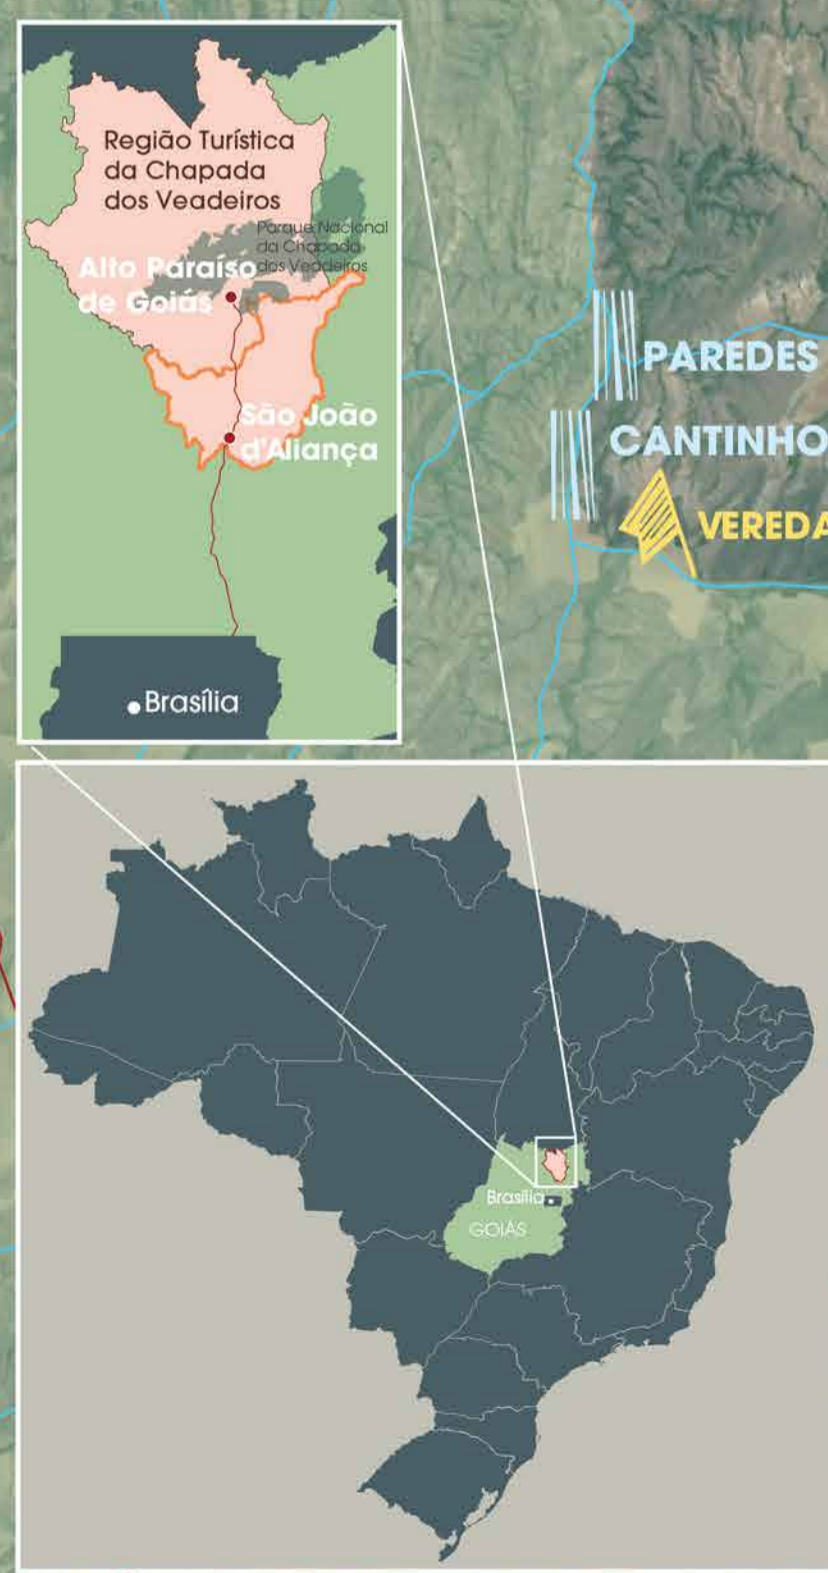 Região Turística
da Chapada
dos Veadeiros
Parque Nacional
da Chapada
dos Veadeiros
Alto Paraíso
de Goiás
São João
d'Aliança
Brasília
PAREDES
CANTINHO
VEREDA
Brasília
GOIÁS